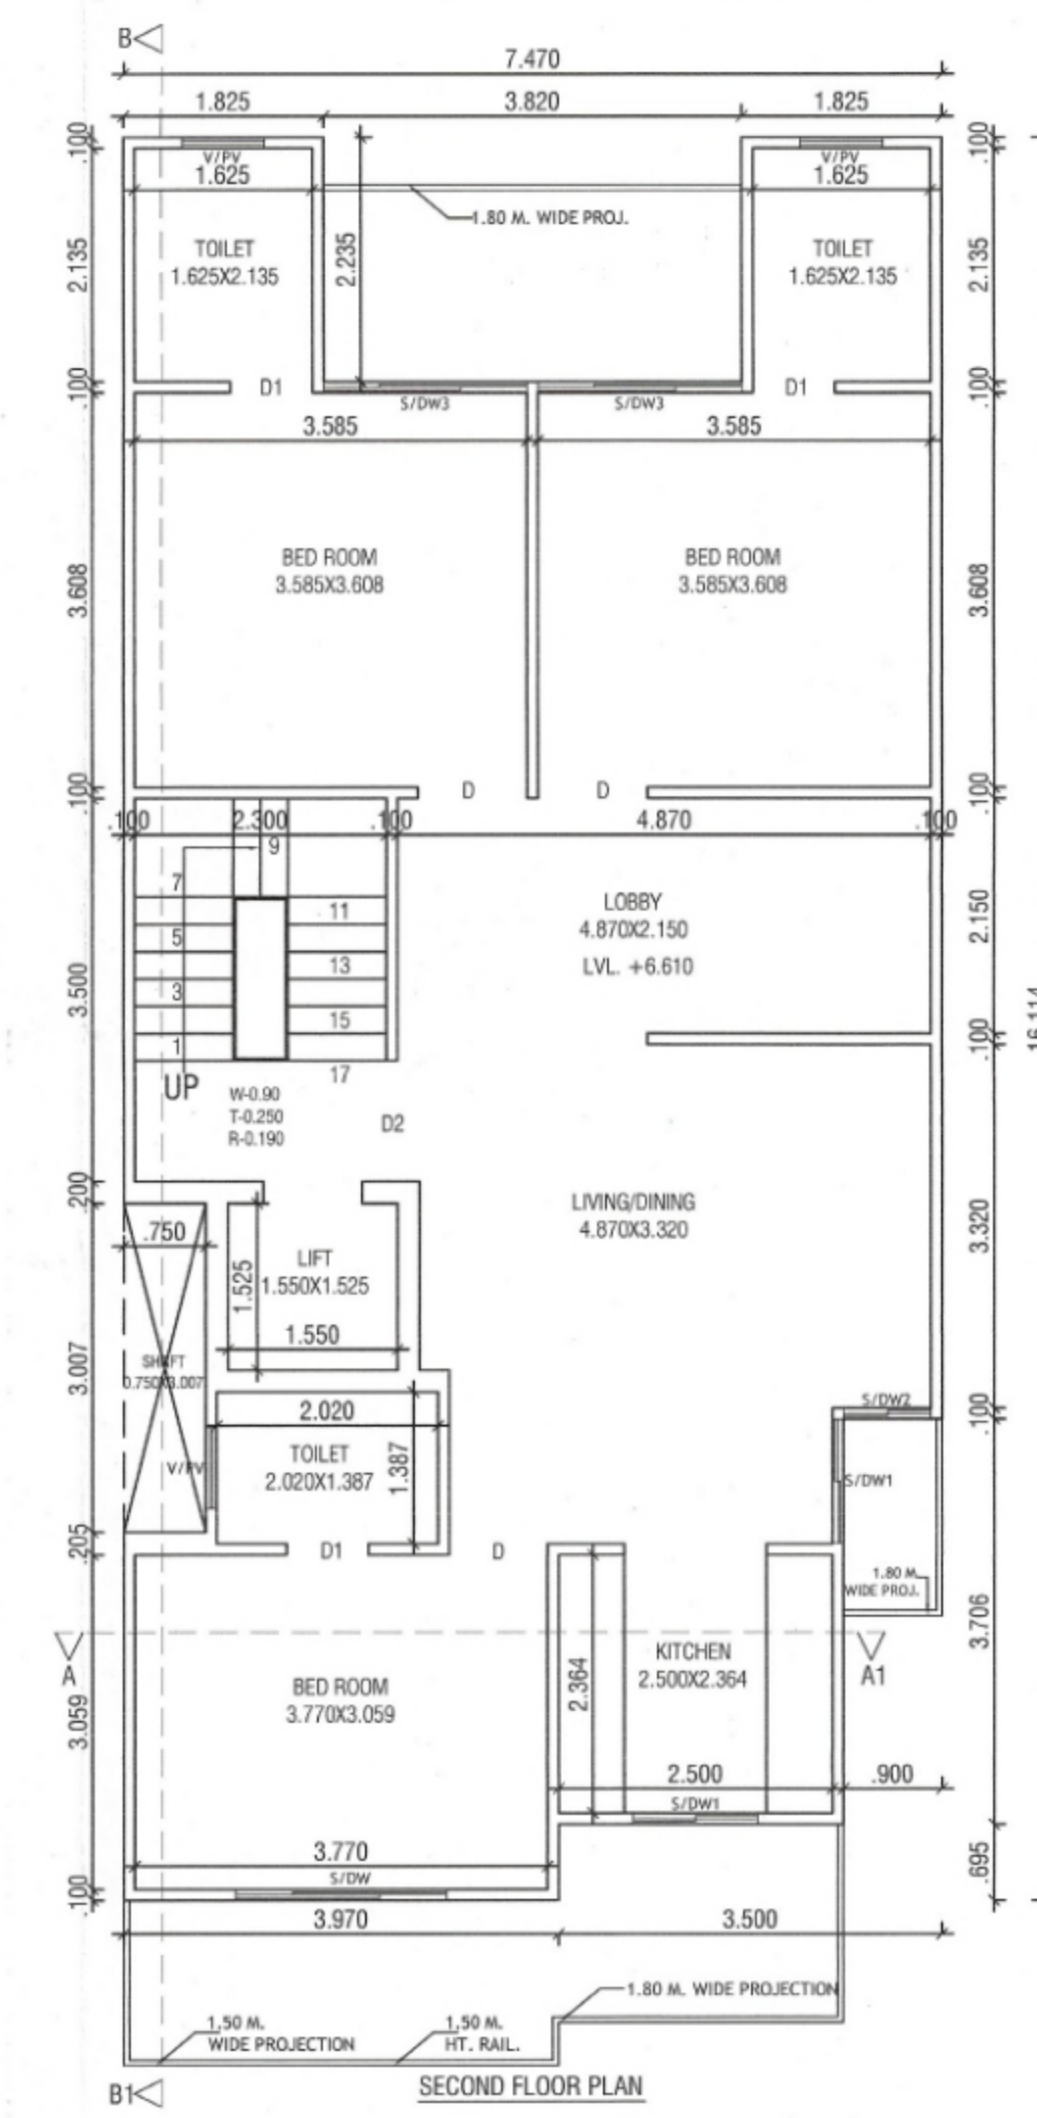 B
7.470
1.825
3.820
1.825
.100
V/PV
1.625
V/PV
1.625
.100
1.80 M. WIDE PROJ.
2.135
TOILET
1.625X2.135
2.235
TOILET
1.625X2.135
2.135
.100
D1
S/DW3
S/DW3
D1
.100
3.585
3.585
3.608
BED ROOM
3.585X3.608
BED ROOM
3.585X3.608
3.608
.100
D
D
.100
.100
2.300
.100
4.870
.100
9
7
11
5
13
3
15
1
17
3.500
LOBBY
4.870X2.150
LVL. +6.610
2.150
.100
16.114
UP
W-0.90
T-0.250
R-0.190
D2
.200
LIVING/DINING
4.870X3.320
3.320
.750
LIFT
1.550X1.525
1.525
1.550
3.007
SHAFT
0.750X3.007
2.020
TOILET
2.020X1.387
1.387
V/PV
S/DW2
.100
S/DW1
.205
D1
D
1.80 M.
WIDE PROJ.
3.706
A
A1
KITCHEN
2.500X2.364
2.364
BED ROOM
3.770X3.059
3.059
2.500
.900
S/DW1
.695
3.770
S/DW
.100
3.970
3.500
1.80 M. WIDE PROJECTION
1.50 M.
WIDE PROJECTION
1.50 M.
HT. RAIL.
B1
SECOND FLOOR PLAN